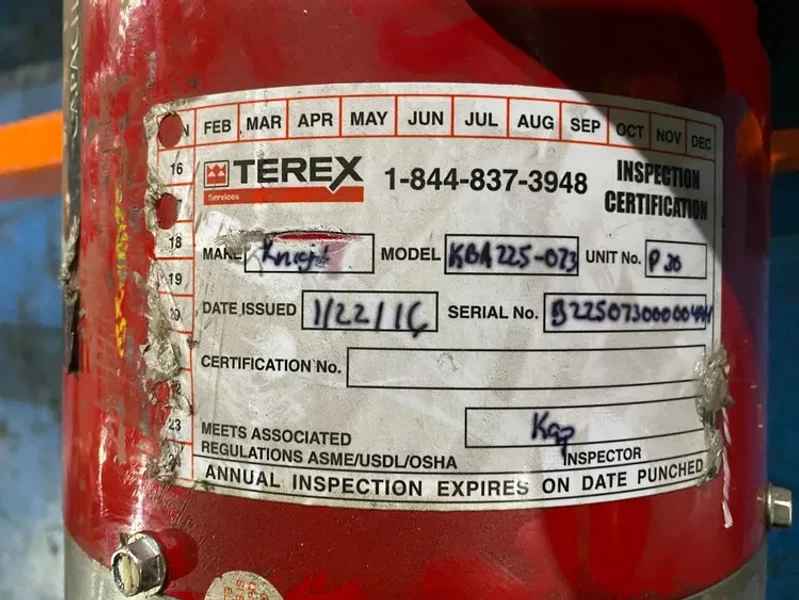 CAPAC
N FEB MAR APR MAY JUN JUL AUG SEP OCT NOV DEC
16
TEREX
Services
1-844-837-3948
INSPECTION
CERTIFICATION
18
MAKE Knight MODEL KBA225-073 UNIT No. P30
19
20
DATE ISSUED 1/22/16 SERIAL No.
CERTIFICATION No.
23
MEETS ASSOCIATED
REGULATIONS ASME/USDL/OSHA
INSPECTOR
ANNUAL INSPECTION EXPIRES ON DATE PUNCHED